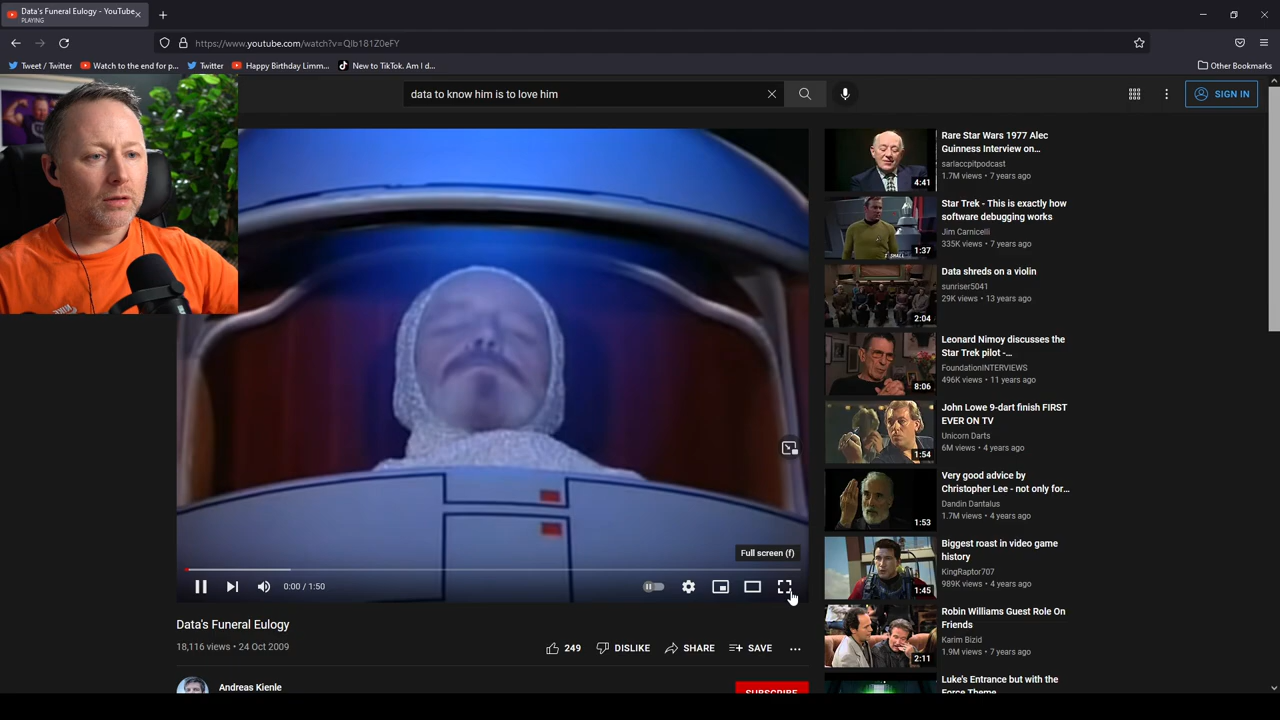 Data's Funeral Eulogy - YouTube
PLAYING
https://www.youtube.com/watch?v=QIb181Z0eFY
Tweet / Twitter
Watch to the end for p...
Twitter
Happy Birthday Limm...
New to TikTok. Am I d...
Other Bookmarks
data to know him is to love him
SIGN IN
Rare Star Wars 1977 Alec
Guinness Interview on...
sarlaccpitpodcast
1.7M views • 7 years ago
4:41
Star Trek - This is exactly how
software debugging works
Jim Carnicelli
335K views • 7 years ago
1:37
Data shreds on a violin
sunriser5041
29K views • 13 years ago
2:04
Leonard Nimoy discusses the
Star Trek pilot -...
FoundationINTERVIEWS
496K views • 11 years ago
8:06
John Lowe 9-dart finish FIRST
EVER ON TV
Unicorn Darts
6M views • 4 years ago
1:54
Very good advice by
Christopher Lee - not only for...
Dandin Dantalus
1.7M views • 4 years ago
1:53
Biggest roast in video game
history
KingRaptor707
989K views • 4 years ago
1:45
Robin Williams Guest Role On
Friends
Karim Bizid
1.9M views • 7 years ago
2:11
Luke's Entrance but with the
Force Theme
Full screen (f)
0:00 / 1:50
Data's Funeral Eulogy
18,116 views • 24 Oct 2009
249
DISLIKE
SHARE
SAVE
Andreas Kienle
SUBSCRIBE